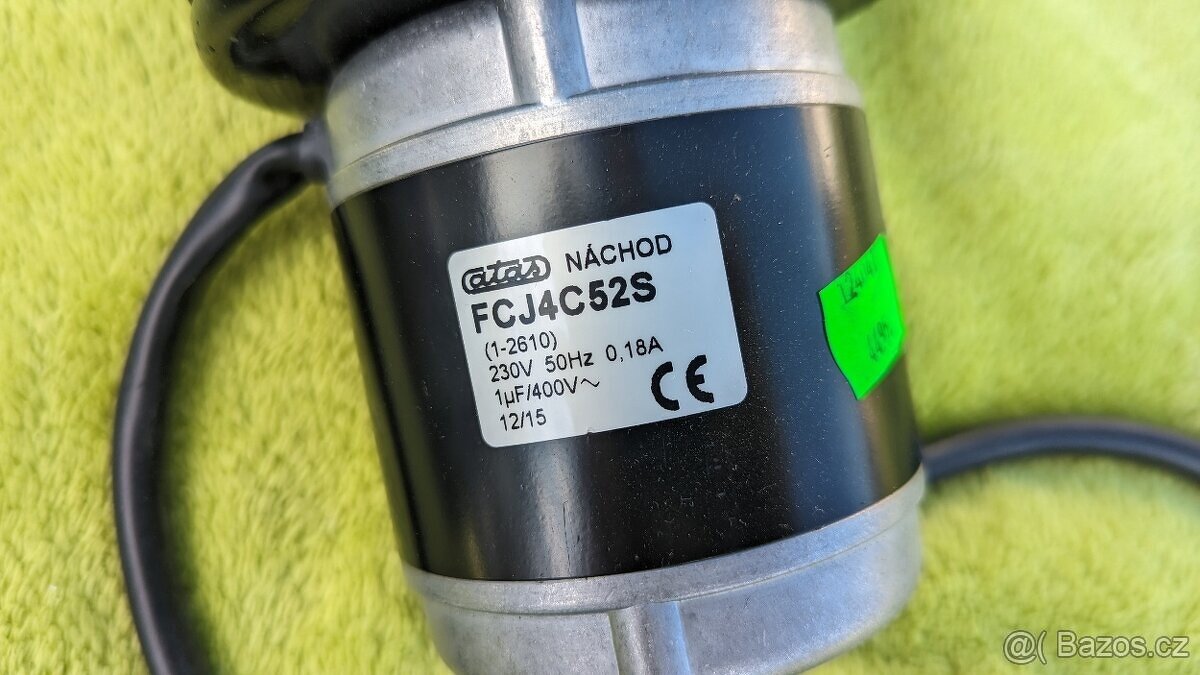 atas NÁCHOD
FCJ4C52S
(1-2610)
230V 50Hz 0,18A
1µF/400V~
12/15
CE
@( Bazos.cz